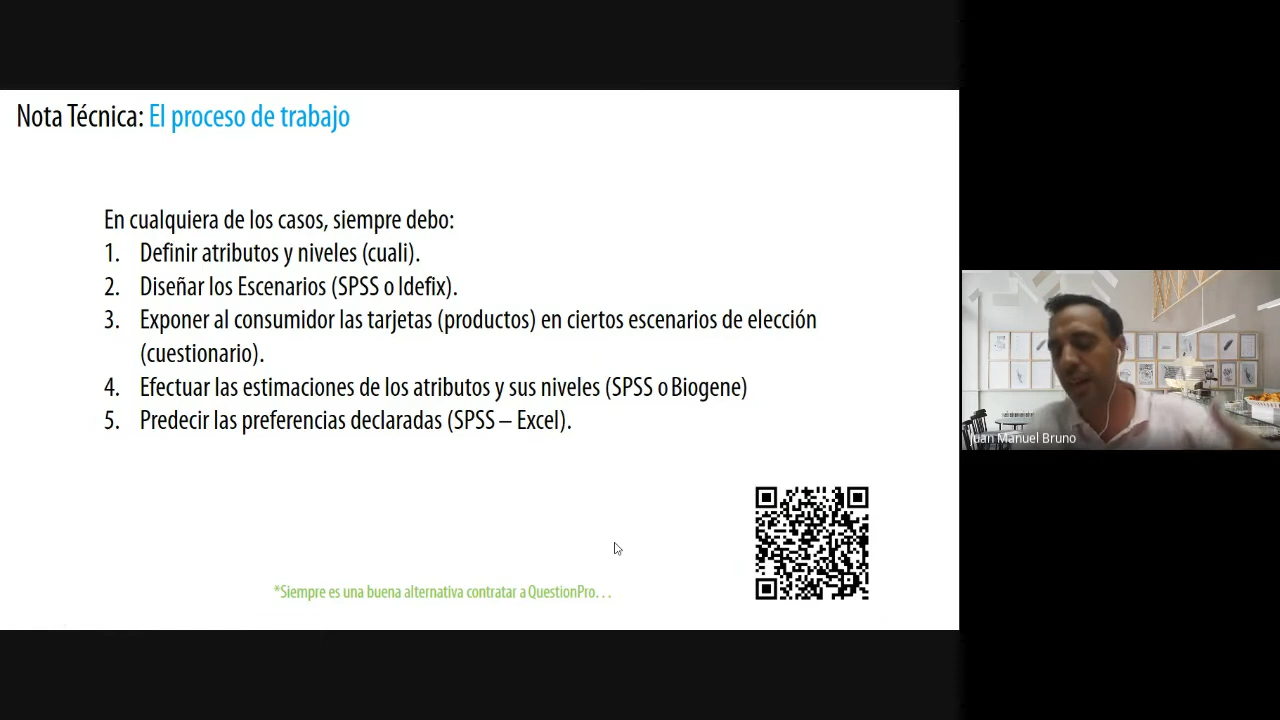 Nota Técnica: El proceso de trabajo
En cualquiera de los casos, siempre debo:
1. Definir atributos y niveles (cuali).
2. Diseñar los Escenarios (SPSS o Idefix).
3. Exponer al consumidor las tarjetas (productos) en ciertos escenarios de elección
(cuestionario).
4. Efectuar las estimaciones de los atributos y sus niveles (SPSS o Biogene)
5. Predecir las preferencias declaradas (SPSS – Excel).
*Siempre es una buena alternativa contratar a QuestionPro…
Juan Manuel Bruno